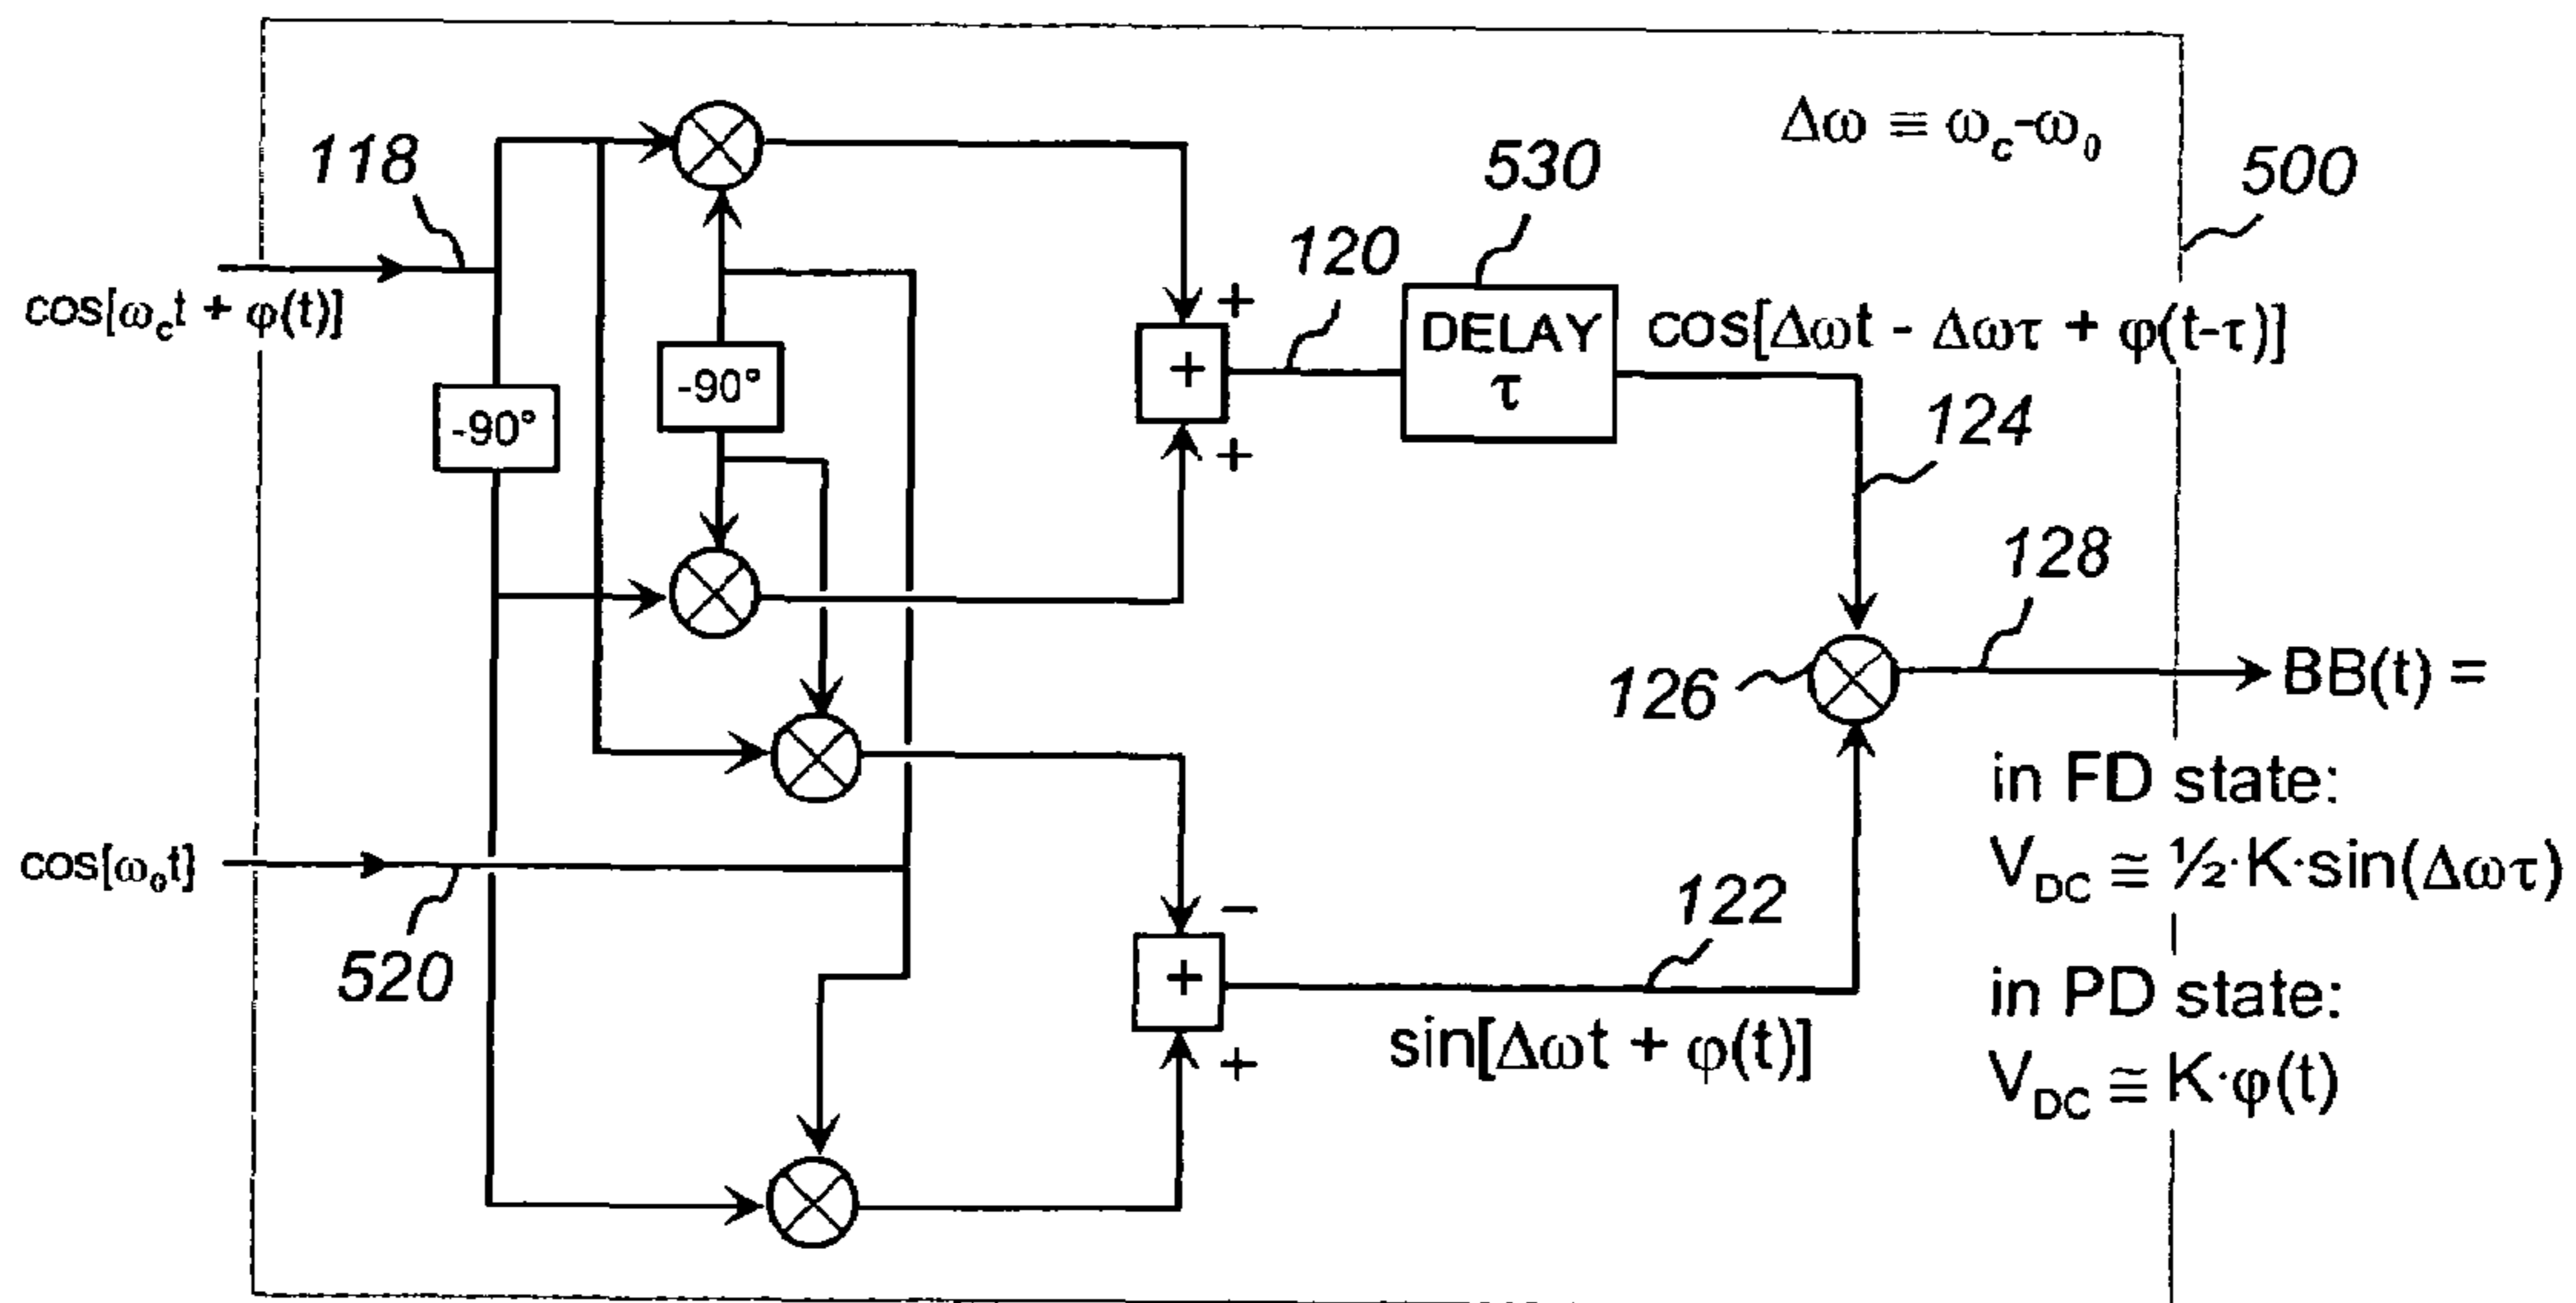 Δω ≡ ω_c-ω_0
118
530
500
120
cos[ω_ct + φ(t)]
+
DELAY
τ
cos[Δωt - Δωτ + φ(t-τ)]
-90°
+
-90°
124
+
128
126
BB(t) =
in FD state:
V_DC ≅ ½·K·sin(Δωτ)
cos[ω_0t]
520
−
122
+
in PD state:
sin[Δωt + φ(t)]
+
V_DC ≅ K·φ(t)